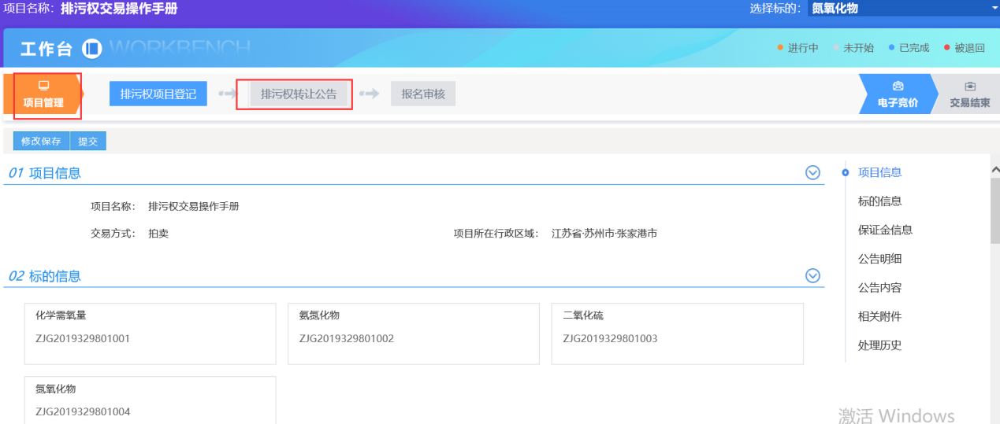 项目名称: 排污权交易操作手册 选择标的: 氮氧化物
工作台 WORKBENCH 进行中 未开始 已完成 被退回
项目管理 排污权项目登记 排污权转让公告 报名审核 电子竞价 交易结束
修改保存 提交
01 项目信息
项目名称: 排污权交易操作手册
交易方式: 拍卖 项目所在行政区域: 江苏省·苏州市·张家港市
02 标的信息
化学需氧量 氨氮化物 二氧化硫
ZJG2019329801001 ZJG2019329801002 ZJG2019329801003
氮氧化物
ZJG2019329801004
项目信息
标的信息
保证金信息
公告明细
公告内容
相关附件
处理历史
激活 Windows